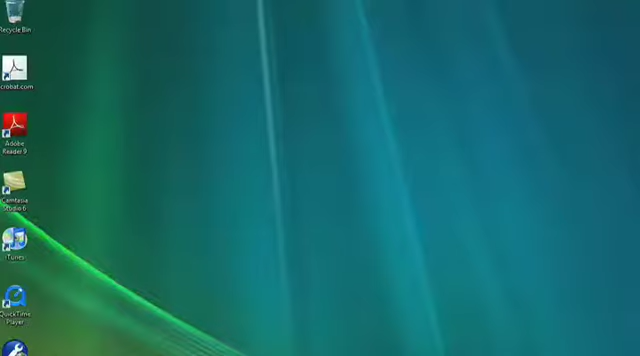 Recycle Bin
crobat.com
Adobe
Reader 9
Camtasia
Studio 6
iTunes
QuickTime
Player